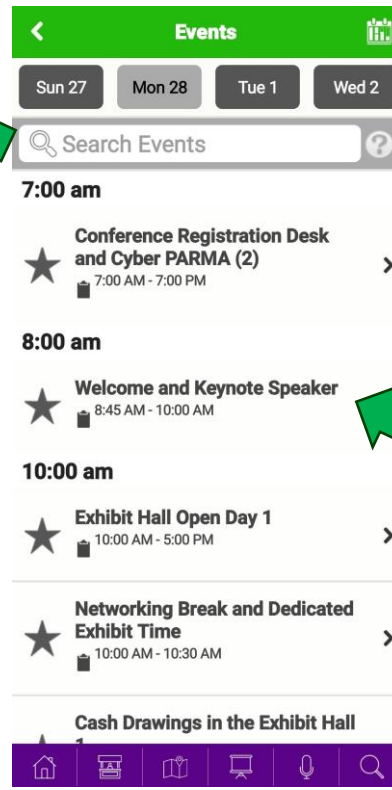 Events
Sun 27
Mon 28
Tue 1
Wed 2
Search Events
?
7:00 am
Conference Registration Desk
and Cyber PARMA (2)
7:00 AM - 7:00 PM
8:00 am
Welcome and Keynote Speaker
8:45 AM - 10:00 AM
10:00 am
Exhibit Hall Open Day 1
10:00 AM - 5:00 PM
Networking Break and Dedicated
Exhibit Time
10:00 AM - 10:30 AM
Cash Drawings in the Exhibit Hall